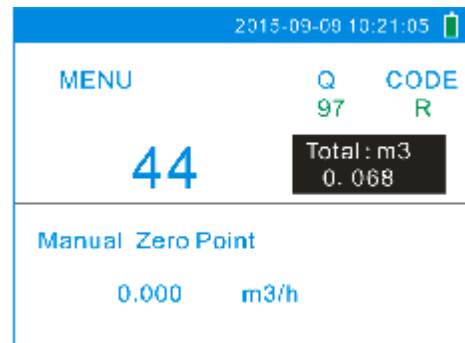 2015-09-09 10:21:05
MENU Q CODE
97 R
44 Total: m3
0. 068
Manual Zero Point
0.000 m3/h